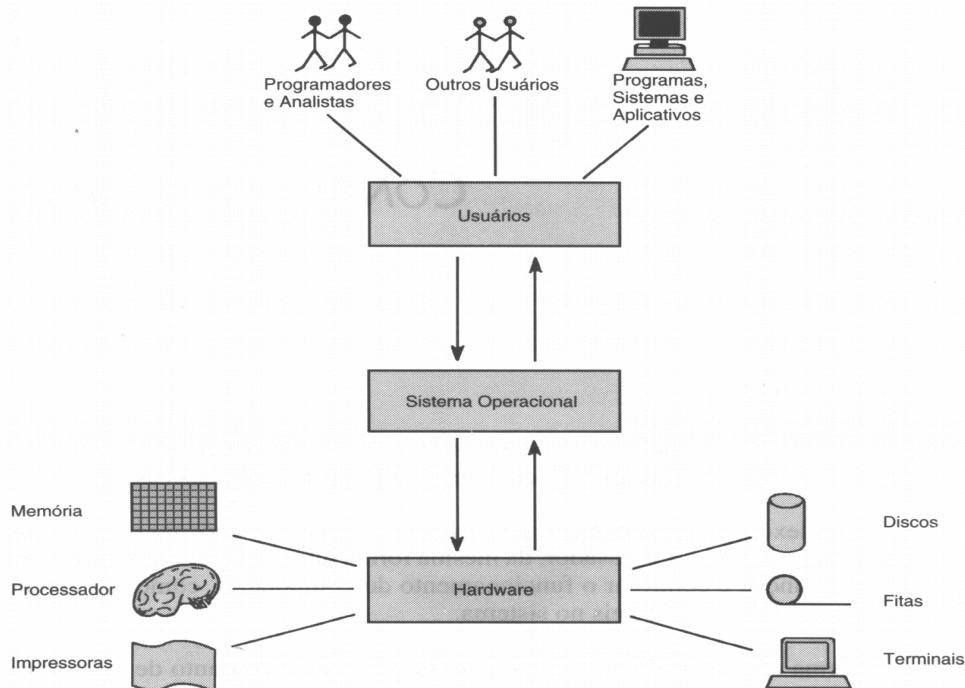 Programadores
e Analistas
Outros Usuários
Programas,
Sistemas e
Aplicativos
Usuários
Sistema Operacional
Memória
Processador
Impressoras
Hardware
Discos
Fitas
Terminais